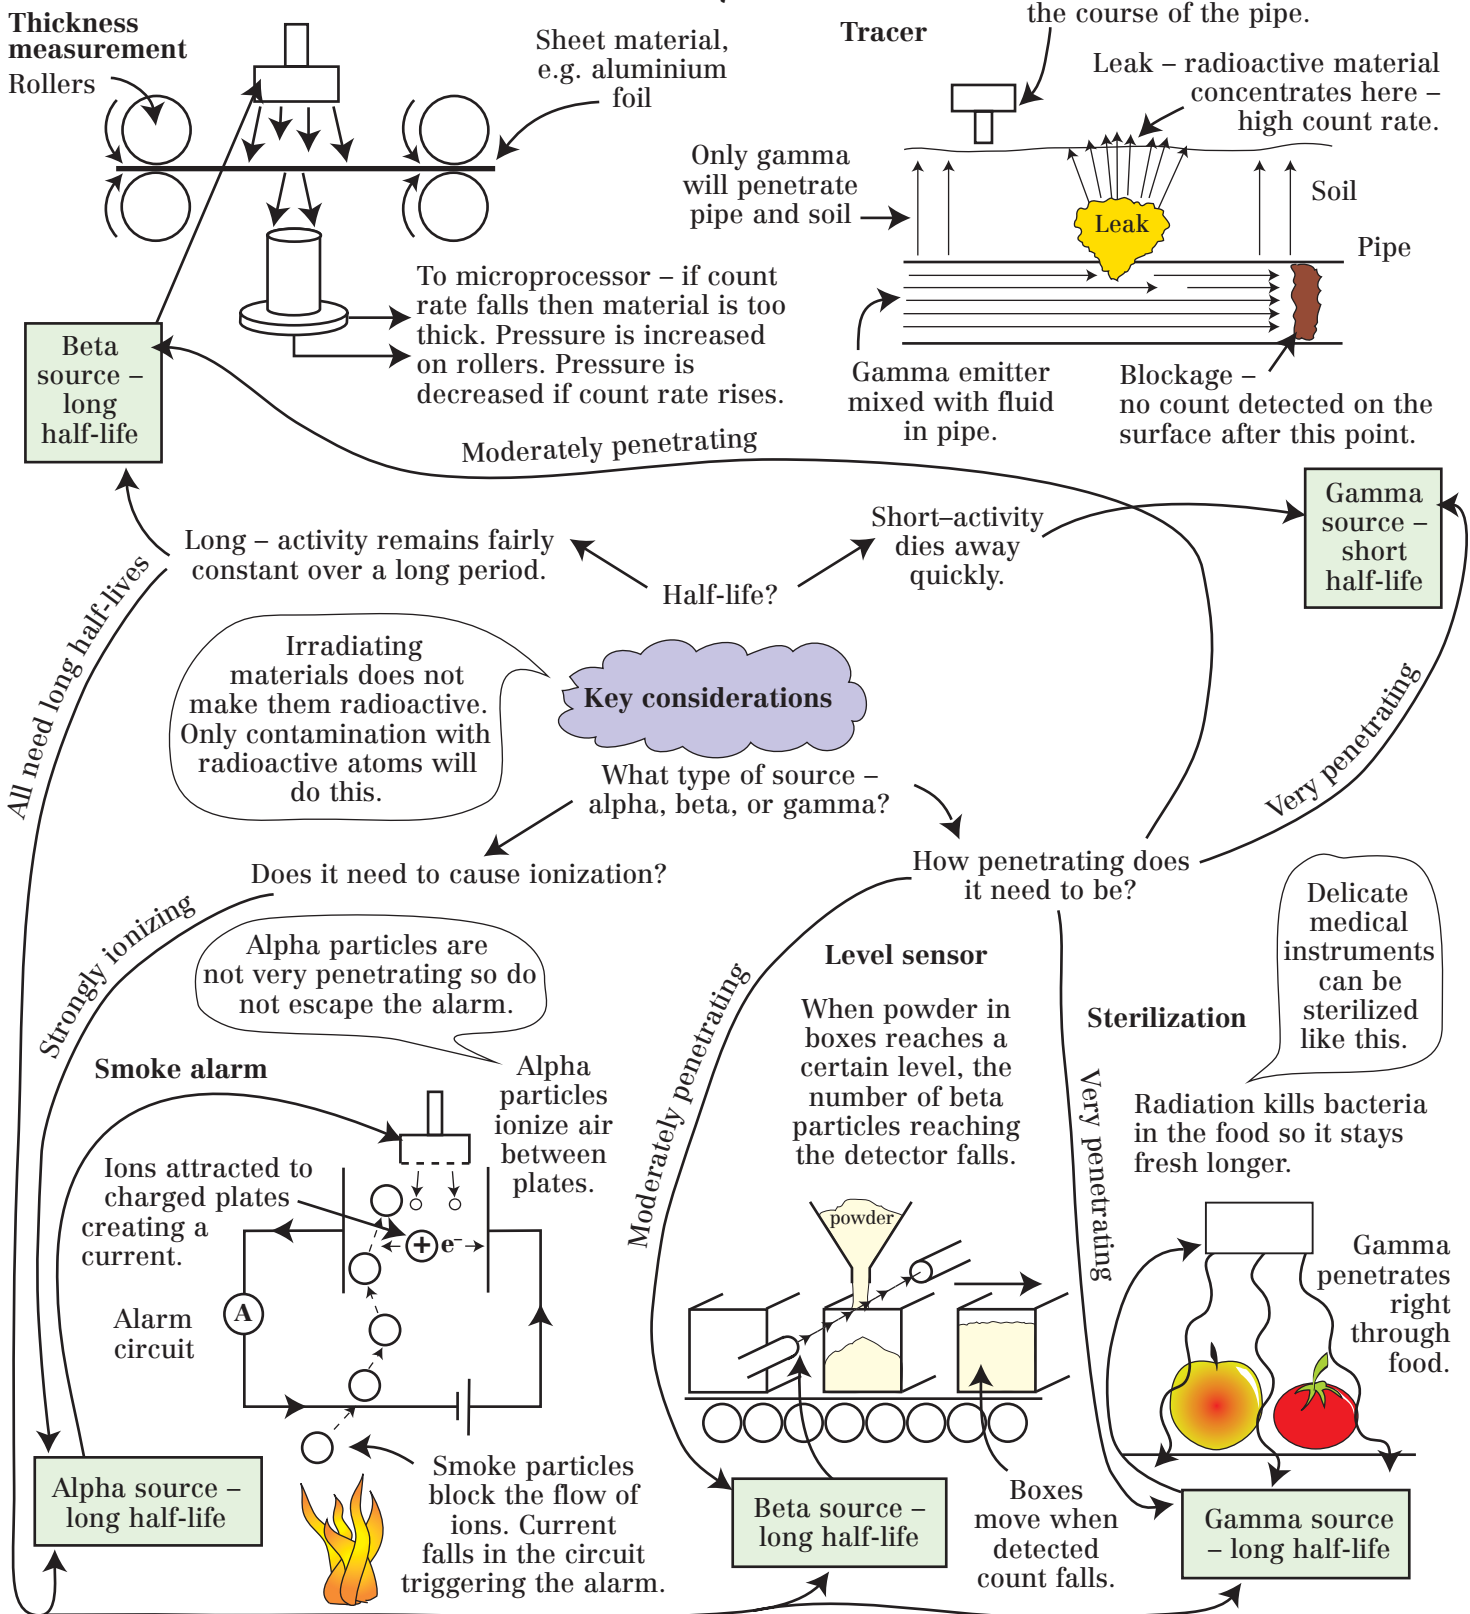 Thickness
measurement
Rollers
Sheet material,
e.g. aluminium
foil
To microprocessor – if count
rate falls then material is too
thick. Pressure is increased
on rollers. Pressure is
decreased if count rate rises.
Tracer
the course of the pipe.
Leak – radioactive material
concentrates here –
high count rate.
Only gamma
will penetrate
pipe and soil
Leak
Soil
Pipe
Gamma emitter
mixed with fluid
in pipe.
Blockage –
no count detected on the
surface after this point.
Beta
source –
long
half-life
Moderately penetrating
Gamma
source –
short
half-life
Long – activity remains fairly
constant over a long period.
Half-life?
Short–activity
dies away
quickly.
All need long half-lives
Irradiating
materials does not
make them radioactive.
Only contamination with
radioactive atoms will
do this.
Key considerations
What type of source –
alpha, beta, or gamma?
Very penetrating
Does it need to cause ionization?
How penetrating does
it need to be?
Strongly ionizing
Alpha particles are
not very penetrating so do
not escape the alarm.
Smoke alarm
Alpha
particles
ionize air
between
plates.
Ions attracted to
charged plates
creating a
current.
+
e–
A
Alarm
circuit
Smoke particles
block the flow of
ions. Current
falls in the circuit
triggering the alarm.
Alpha source –
long half-life
Moderately penetrating
Level sensor
When powder in
boxes reaches a
certain level, the
number of beta
particles reaching
the detector falls.
powder
Beta source –
long half-life
Boxes
move when
detected
count falls.
Very penetrating
Sterilization
Delicate
medical
instruments
can be
sterilized
like this.
Radiation kills bacteria
in the food so it stays
fresh longer.
Gamma
penetrates
right
through
food.
Gamma source
– long half-life